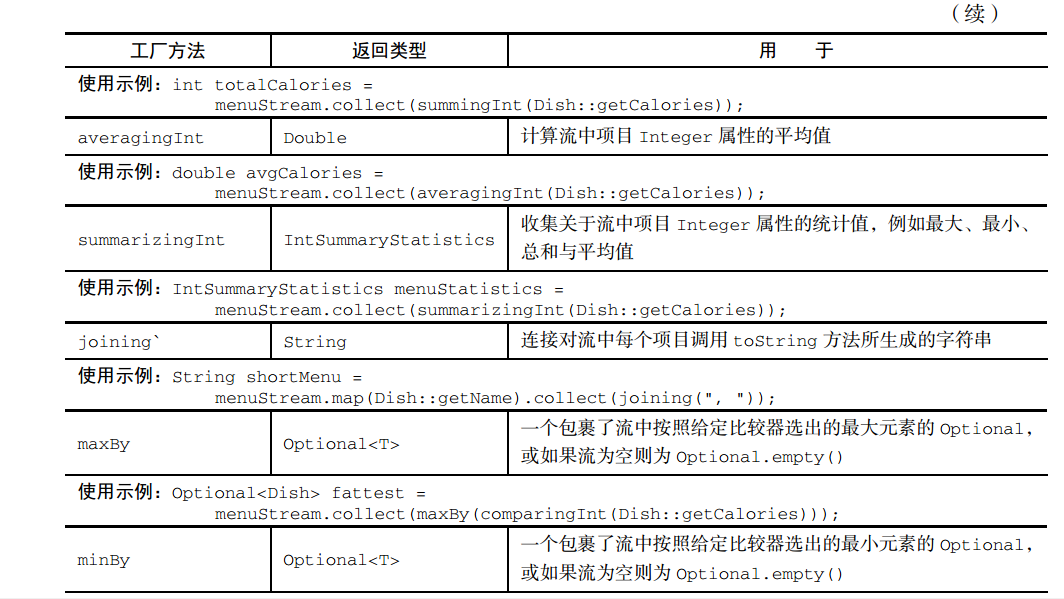 （续）
工厂方法 返回类型 用 于
使用示例：int totalCalories =
menuStream.collect(summingInt(Dish::getCalories));
averagingInt Double 计算流中项目 Integer 属性的平均值
使用示例：double avgCalories =
menuStream.collect(averagingInt(Dish::getCalories));
收集关于流中项目 Integer 属性的统计值，例如最大、最小、
summarizingInt IntSummaryStatistics
总和与平均值
使用示例：IntSummaryStatistics menuStatistics =
menuStream.collect(summarizingInt(Dish::getCalories));
joining` String 连接对流中每个项目调用 toString 方法所生成的字符串
使用示例：String shortMenu =
menuStream.map(Dish::getName).collect(joining(", "));
一个包裹了流中按照给定比较器选出的最大元素的 Optional，
maxBy Optional<T>
或如果流为空则为 Optional.empty()
使用示例：Optional<Dish> fattest =
menuStream.collect(maxBy(comparingInt(Dish::getCalories)));
一个包裹了流中按照给定比较器选出的最小元素的 Optional，
minBy Optional<T>
或如果流为空则为 Optional.empty()